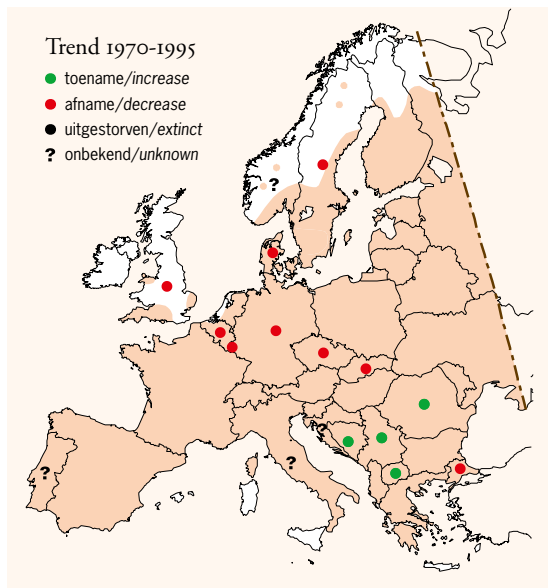 Trend 1970-1995
toename/increase
afname/decrease
uitgestorven/extinct
? onbekend/unknown
?
?
?
?